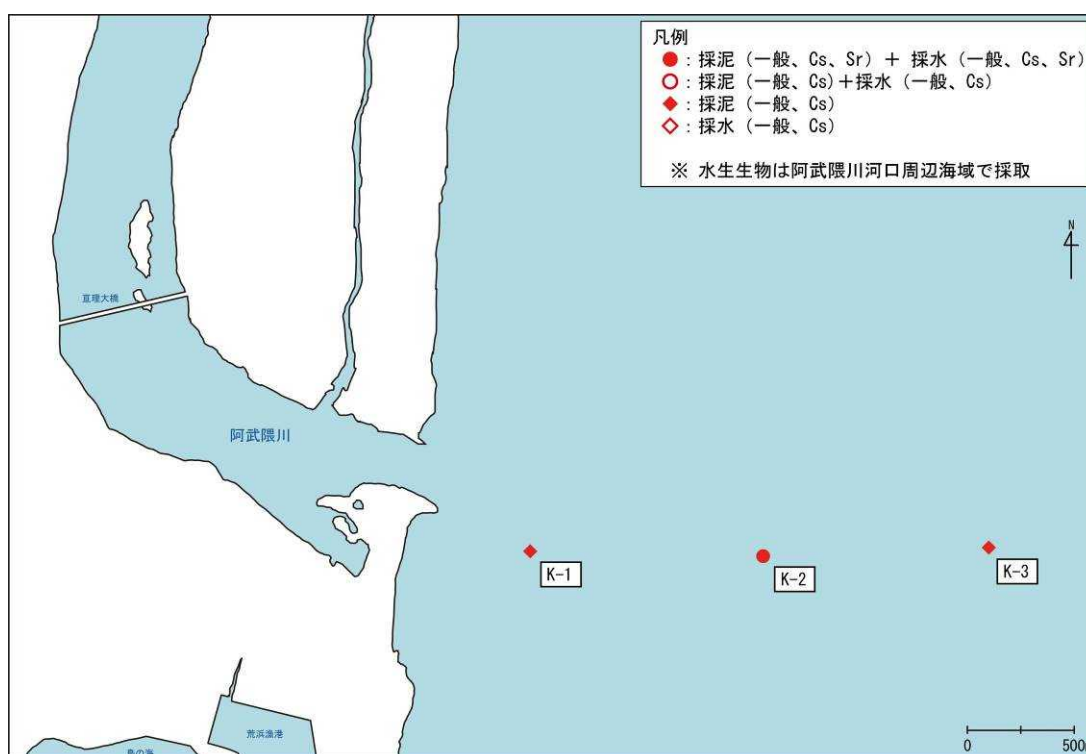 凡例
● : 採泥 (一般、Cs、Sr) + 採水 (一般、Cs、Sr)
○ : 採泥 (一般、Cs)+採水 (一般、Cs)
◆ : 採泥 (一般、Cs)
◇ : 採水 (一般、Cs)
※ 水生生物は阿武隈川河口周辺海域で採取
N
亘理大橋
阿武隈川
K-1
K-2
K-3
荒浜漁港
鳥の海
0 500